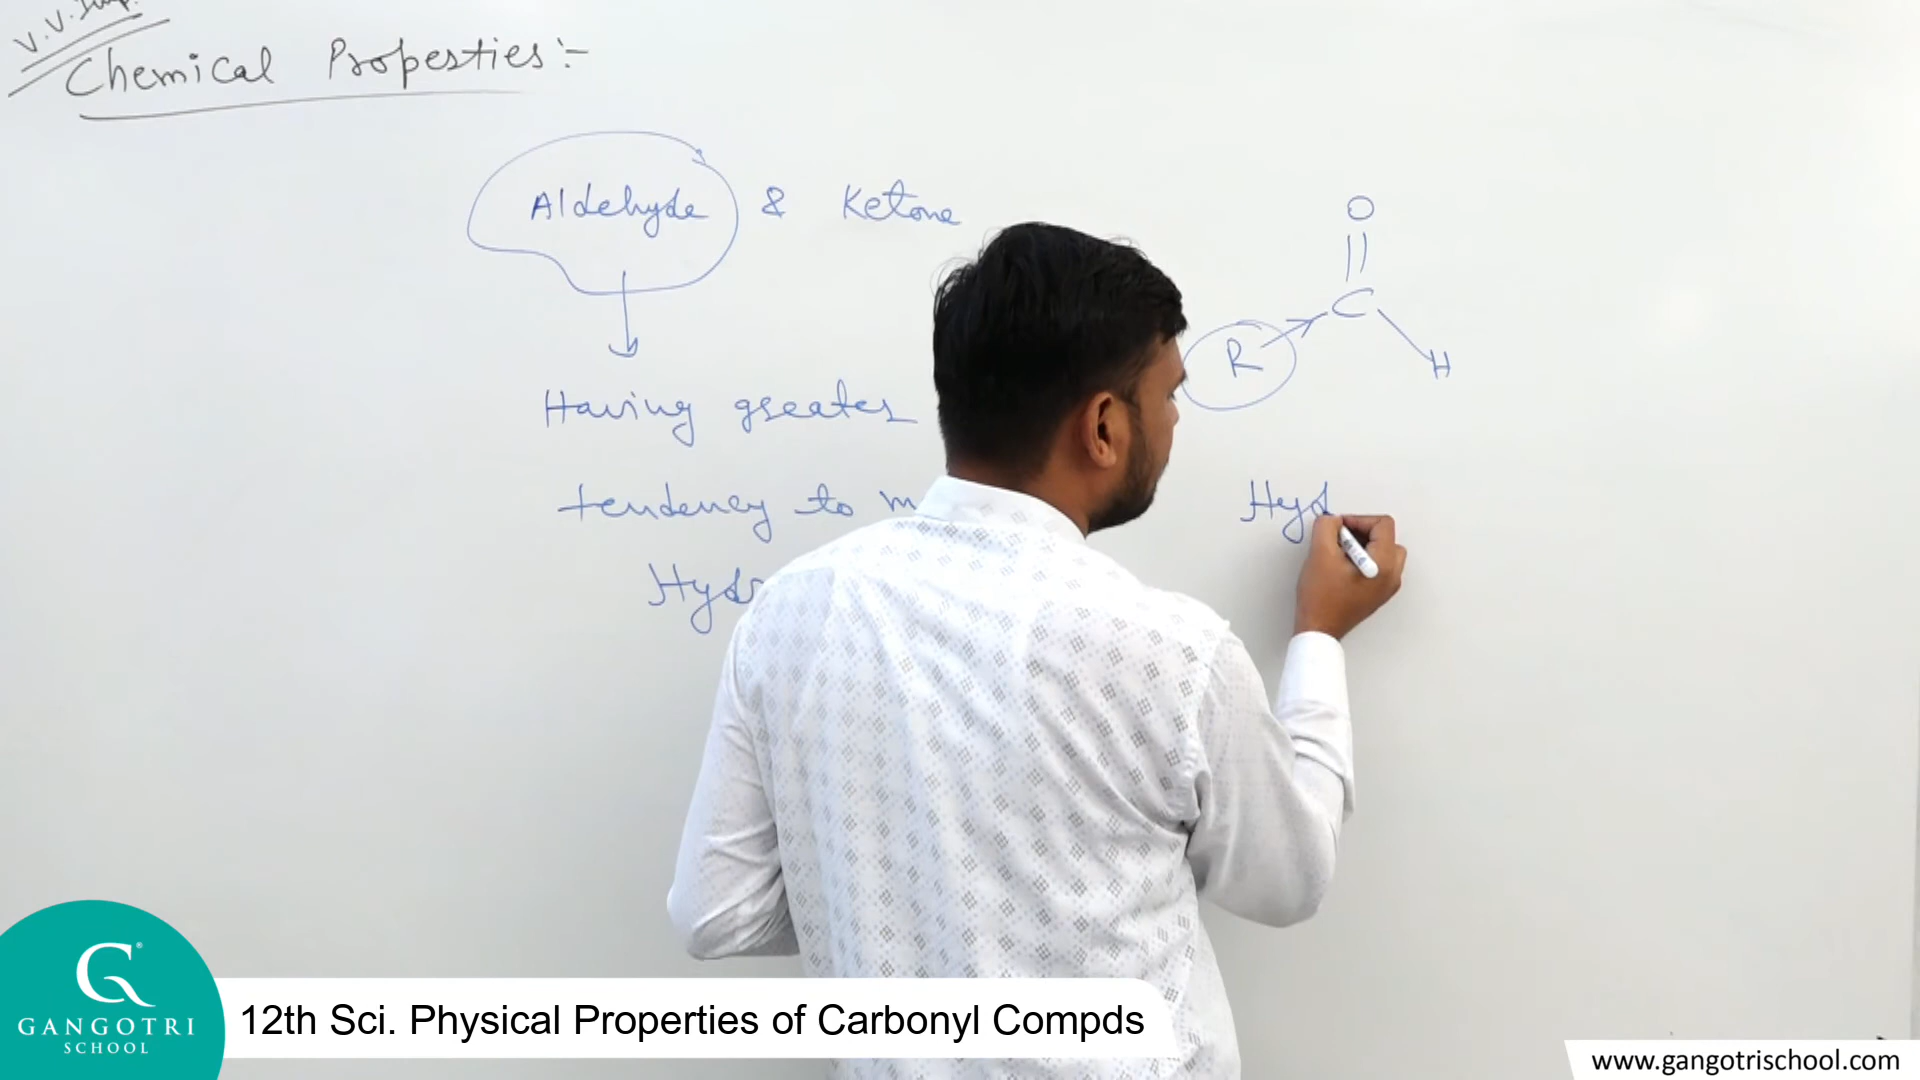 V.V.Imp.
Chemical Properties :-
Aldehyde & Ketone
O
C
R
H
Having greater
tendency to
Hyd
GANGOTRI
SCHOOL
12th Sci. Physical Properties of Carbonyl Compds
www.gangotrischool.com